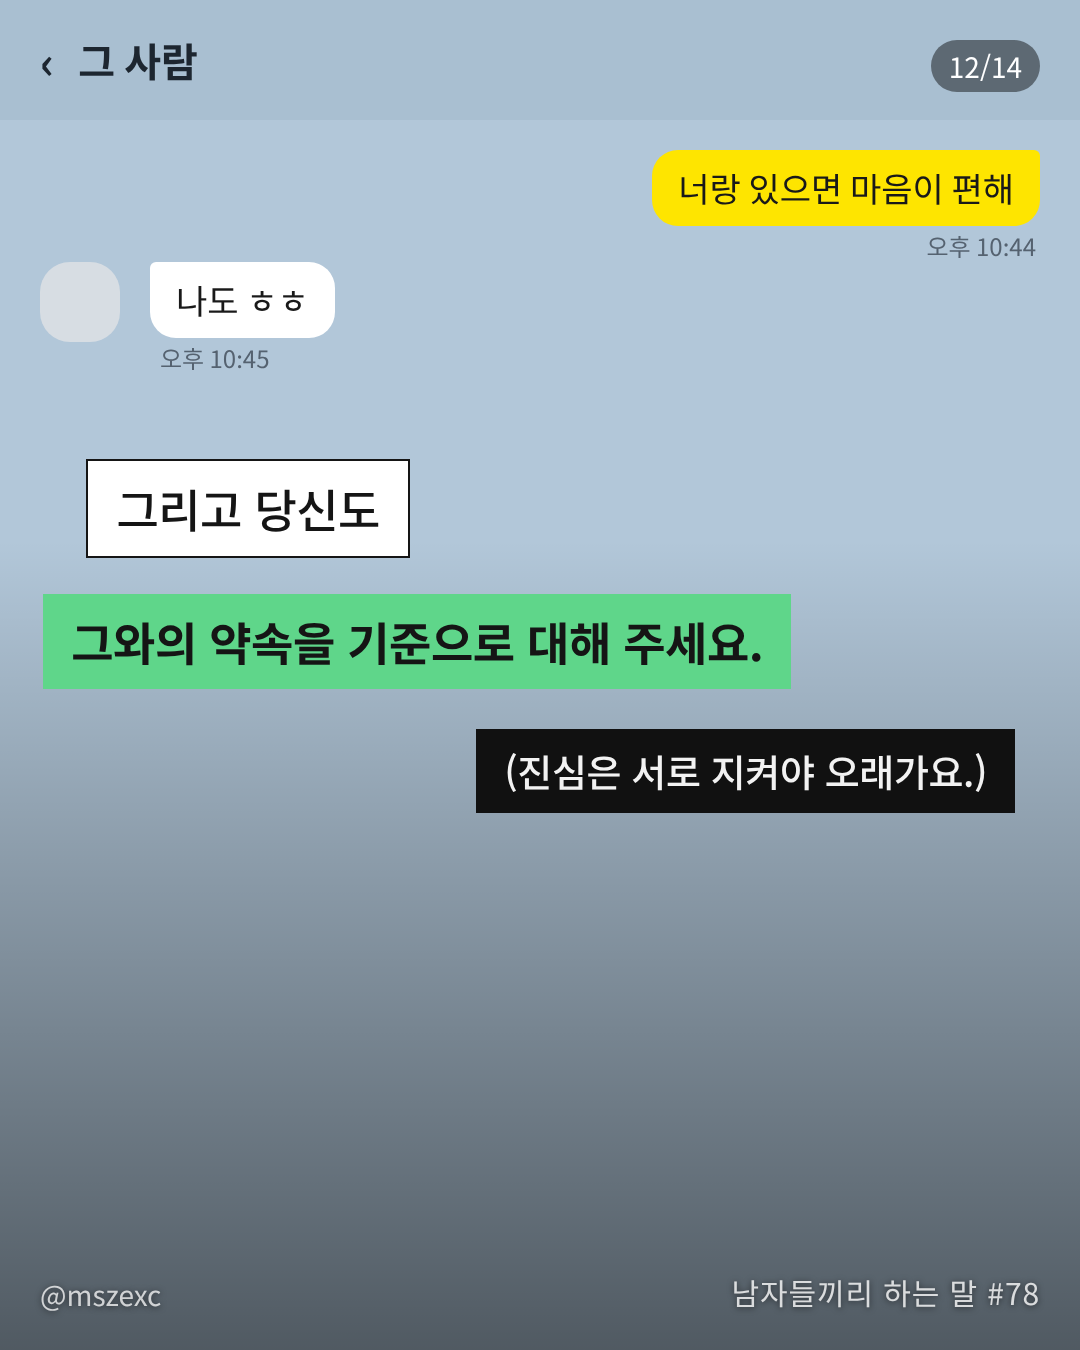 ‹ 그 사람
12/14
너랑 있으면 마음이 편해
오후 10:44
나도 ㅎㅎ
오후 10:45
그리고 당신도
그와의 약속을 기준으로 대해 주세요.
(진심은 서로 지켜야 오래가요.)
@mszexc
남자들끼리 하는 말 #78